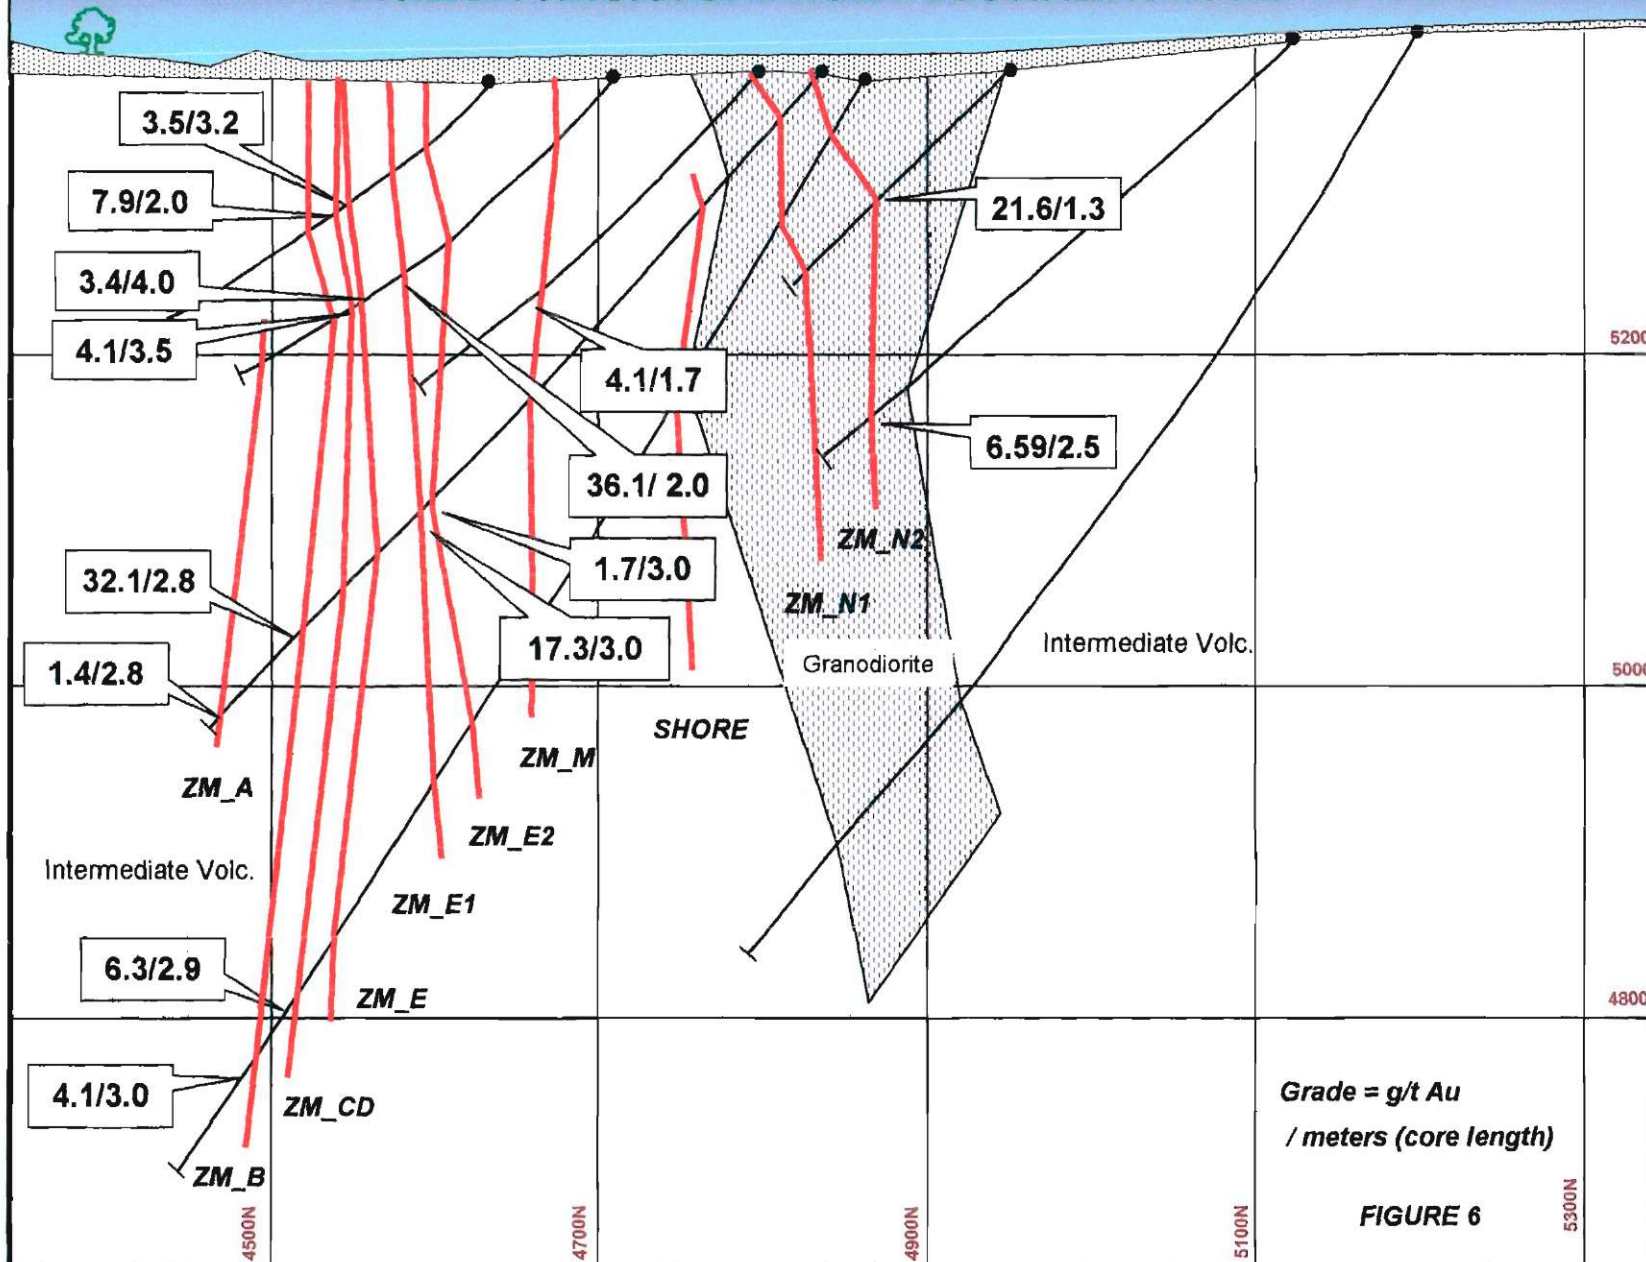 3.5/3.2
7.9/2.0
21.6/1.3
3.4/4.0
4.1/3.5
5200
4.1/1.7
6.59/2.5
36.1/ 2.0
ZM_N2
32.1/2.8
1.7/3.0
ZM_N1
17.3/3.0
Intermediate Volc.
Granodiorite
1.4/2.8
5000
SHORE
ZM_M
ZM_A
ZM_E2
Intermediate Volc.
ZM_E1
6.3/2.9
ZM_E
4800
4.1/3.0
ZM_CD
Grade = g/t Au
/ meters (core length)
ZM_B
FIGURE 6
4500N
4700N
4900N
5100N
5300N